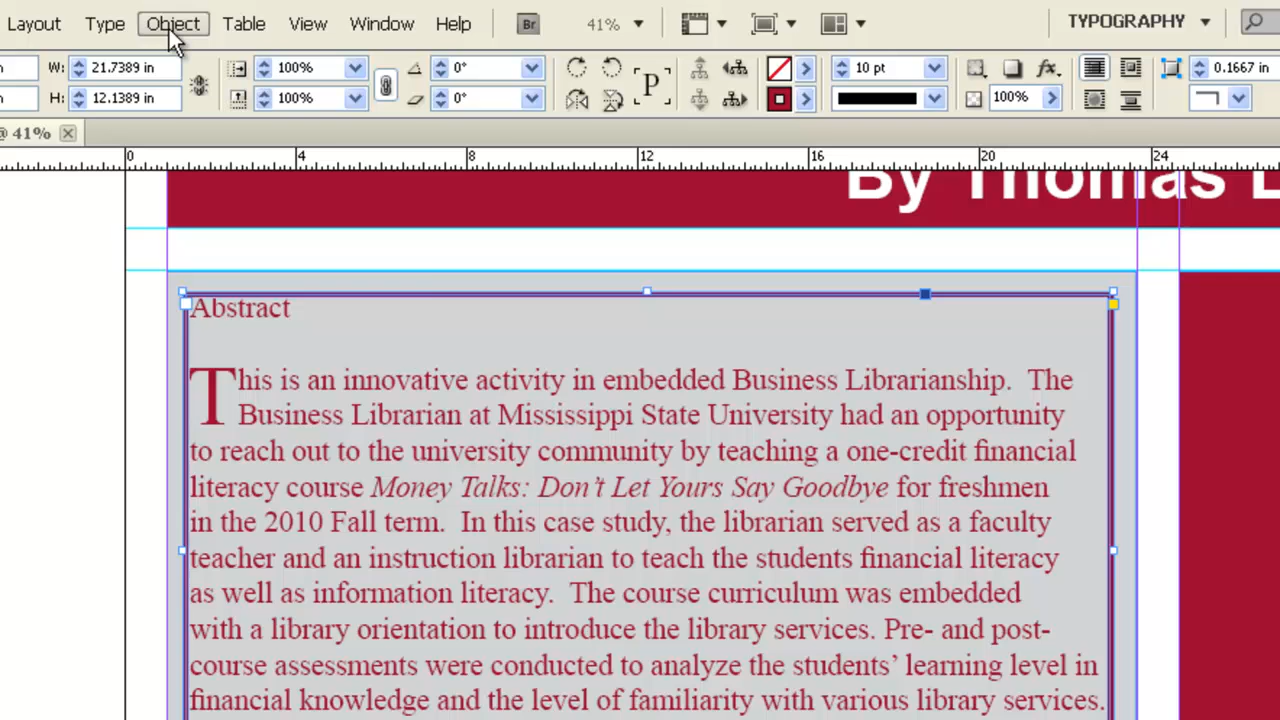 Layout Type Object Table View Window Help Br 41% TYPOGRAPHY
W: 21.7389 in 100% 0° 10 pt 0.1667 in
H: 12.1389 in 100% 0° P fx. 100%
@ 41%
0 4 8 12 16 20 24
By Thomas
Abstract
This is an innovative activity in embedded Business Librarianship.  The
Business Librarian at Mississippi State University had an opportunity
to reach out to the university community by teaching a one-credit financial
literacy course Money Talks: Don’t Let Yours Say Goodbye for freshmen
in the 2010 Fall term.  In this case study, the librarian served as a faculty
teacher and an instruction librarian to teach the students financial literacy
as well as information literacy.  The course curriculum was embedded
with a library orientation to introduce the library services. Pre- and post-
course assessments were conducted to analyze the students’ learning level in
financial knowledge and the level of familiarity with various library services.